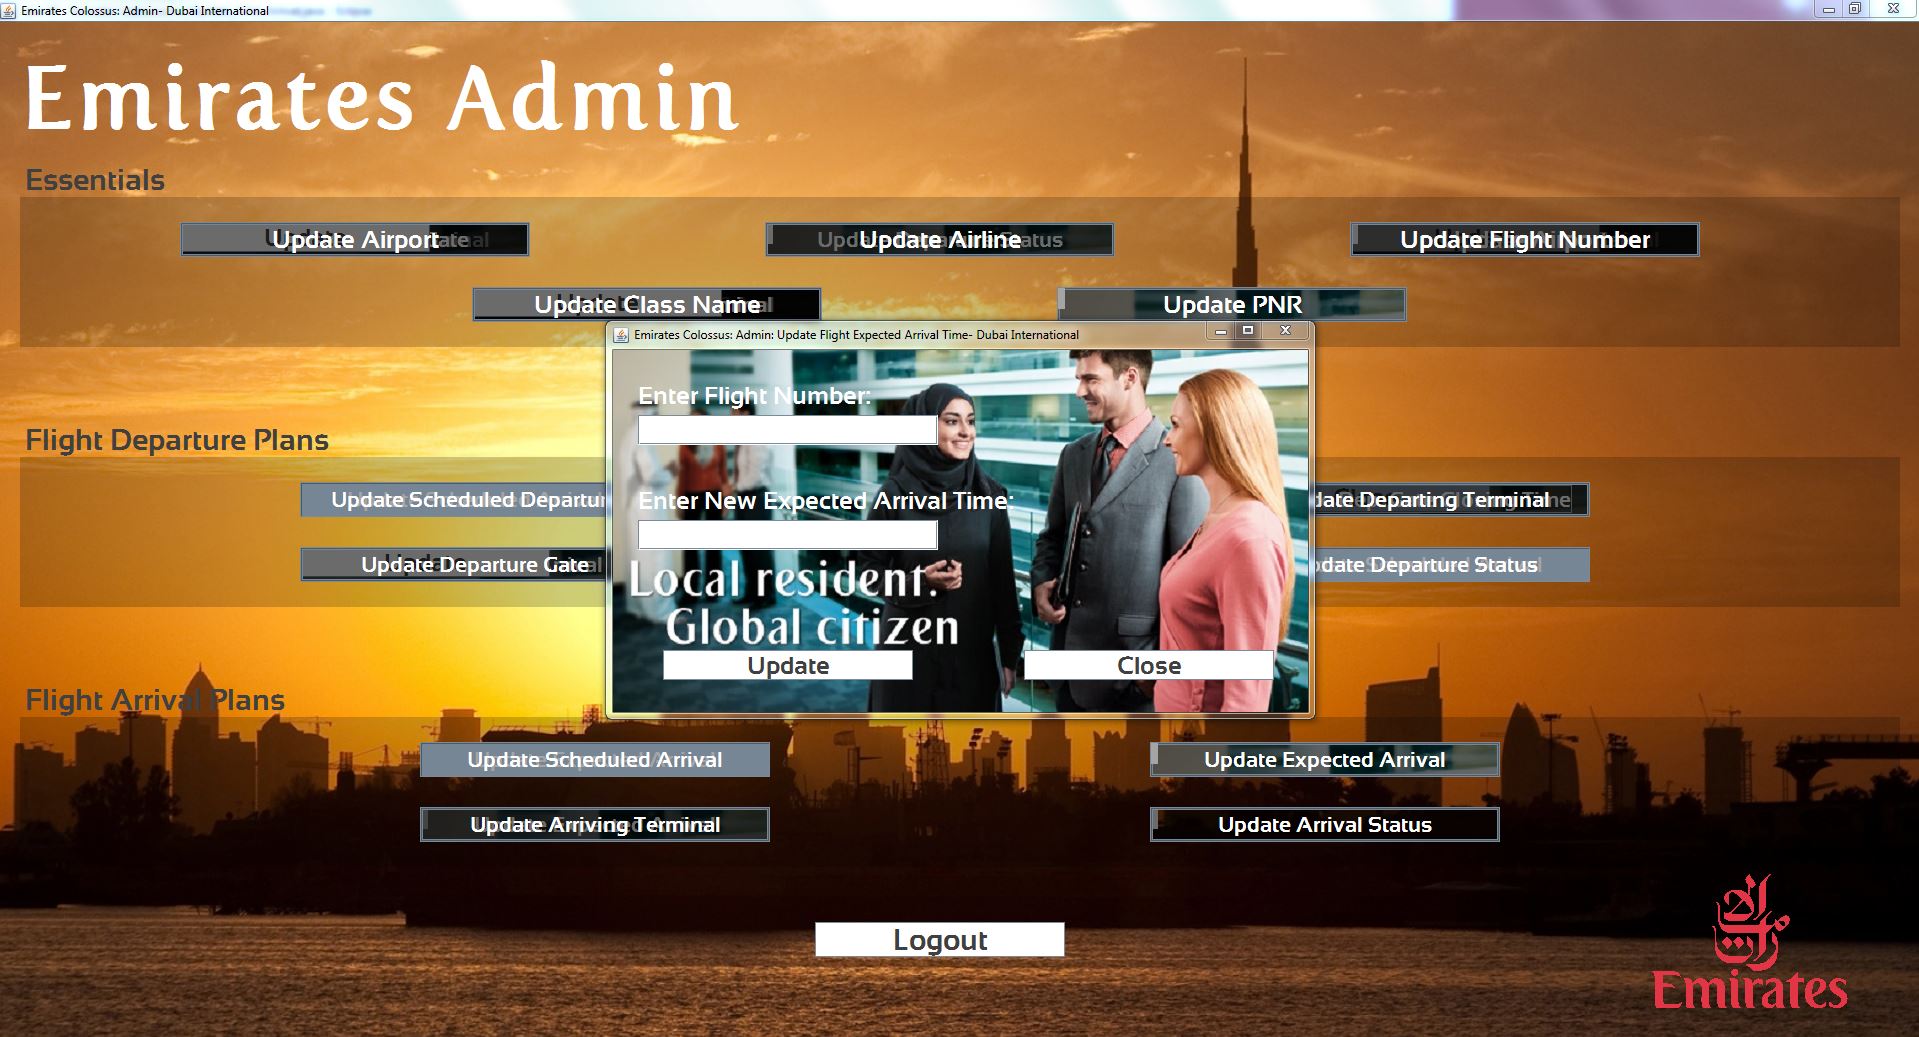 Emirates Colossus: Admin- Dubai International
Emirates Admin
Essentials
Update Airport
Update Airline
Update Flight Number
Update Class Name
Update PNR
Emirates Colossus: Admin: Update Flight Expected Arrival Time- Dubai International
Enter Flight Number:
Enter New Expected Arrival Time:
Local resident.
Global citizen
Update
Close
Flight Departure Plans
Update Scheduled Departur
date Departing Terminal
Update Departure Gate
date Departure Status
Flight Arrival Plans
Update Scheduled Arrival
Update Expected Arrival
Update Arriving Terminal
Update Arrival Status
Logout
Emirates